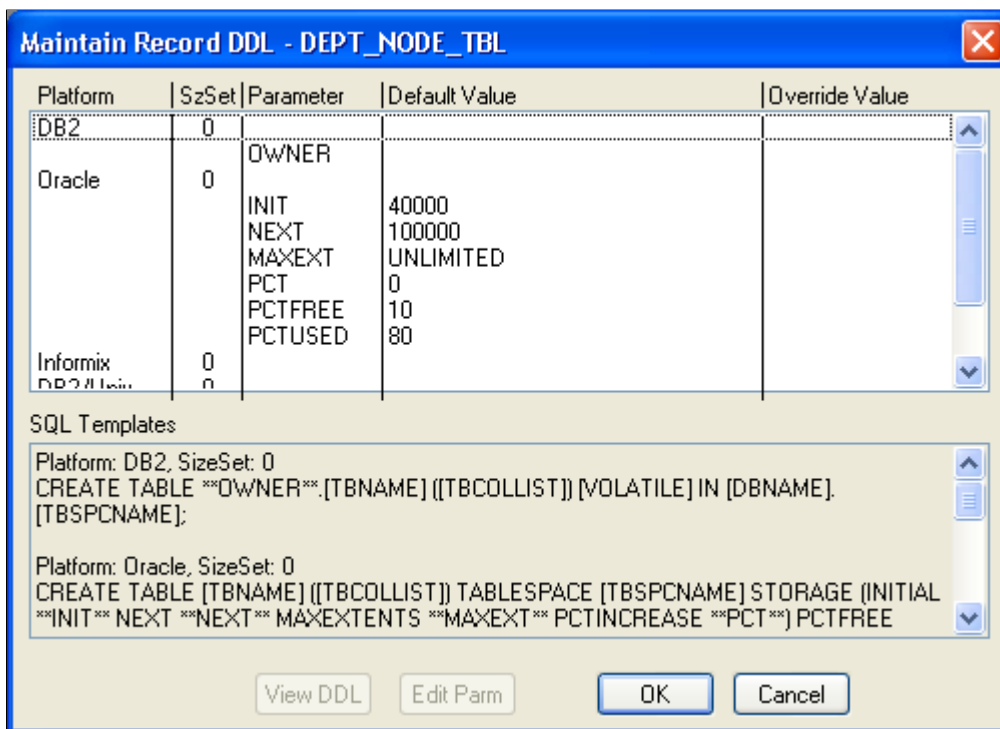 Maintain Record DDL - DEPT_NODE_TBL
Platform SzSet Parameter Default Value Override Value
DB2 0
OWNER
Oracle 0
INIT 40000
NEXT 100000
MAXEXT UNLIMITED
PCT 0
PCTFREE 10
PCTUSED 80
Informix 0
DB2/Univ 0
SQL Templates
Platform: DB2, SizeSet: 0
CREATE TABLE **OWNER**.[TBNAME] ([TBCOLLIST]) [VOLATILE] IN [DBNAME].
[TBSPCNAME];
Platform: Oracle, SizeSet: 0
CREATE TABLE [TBNAME] ([TBCOLLIST]) TABLESPACE [TBSPCNAME] STORAGE (INITIAL
**INIT** NEXT **NEXT** MAXEXTENTS **MAXEXT** PCTINCREASE **PCT**) PCTFREE
View DDL Edit Parm OK Cancel